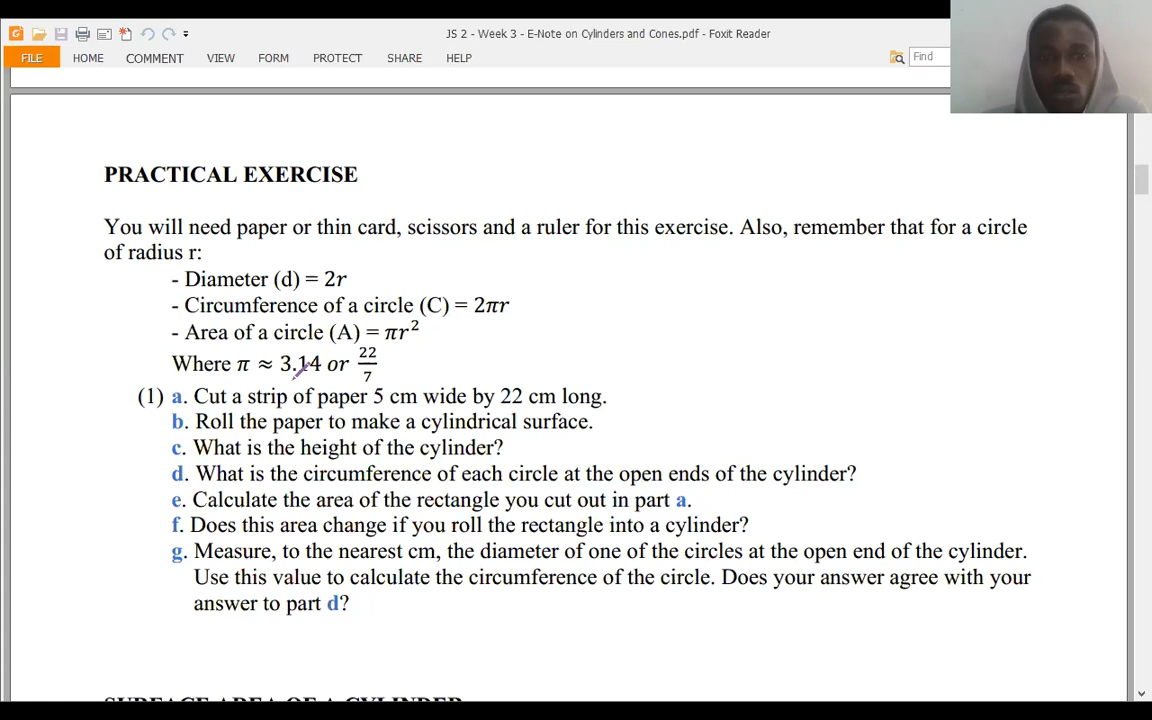 JS 2 - Week 3 - E-Note on Cylinders and Cones.pdf - Foxit Reader
FILE HOME COMMENT VIEW FORM PROTECT SHARE HELP Find
PRACTICAL EXERCISE
You will need paper or thin card, scissors and a ruler for this exercise. Also, remember that for a circle
of radius r:
- Diameter (d) = 2r
- Circumference of a circle (C) = 2πr
- Area of a circle (A) = πr²
Where π ≈ 3.14 or 22/7
(1) a. Cut a strip of paper 5 cm wide by 22 cm long.
b. Roll the paper to make a cylindrical surface.
c. What is the height of the cylinder?
d. What is the circumference of each circle at the open ends of the cylinder?
e. Calculate the area of the rectangle you cut out in part a.
f. Does this area change if you roll the rectangle into a cylinder?
g. Measure, to the nearest cm, the diameter of one of the circles at the open end of the cylinder.
Use this value to calculate the circumference of the circle. Does your answer agree with your
answer to part d?
SURFACE AREA OF A CYLINDER